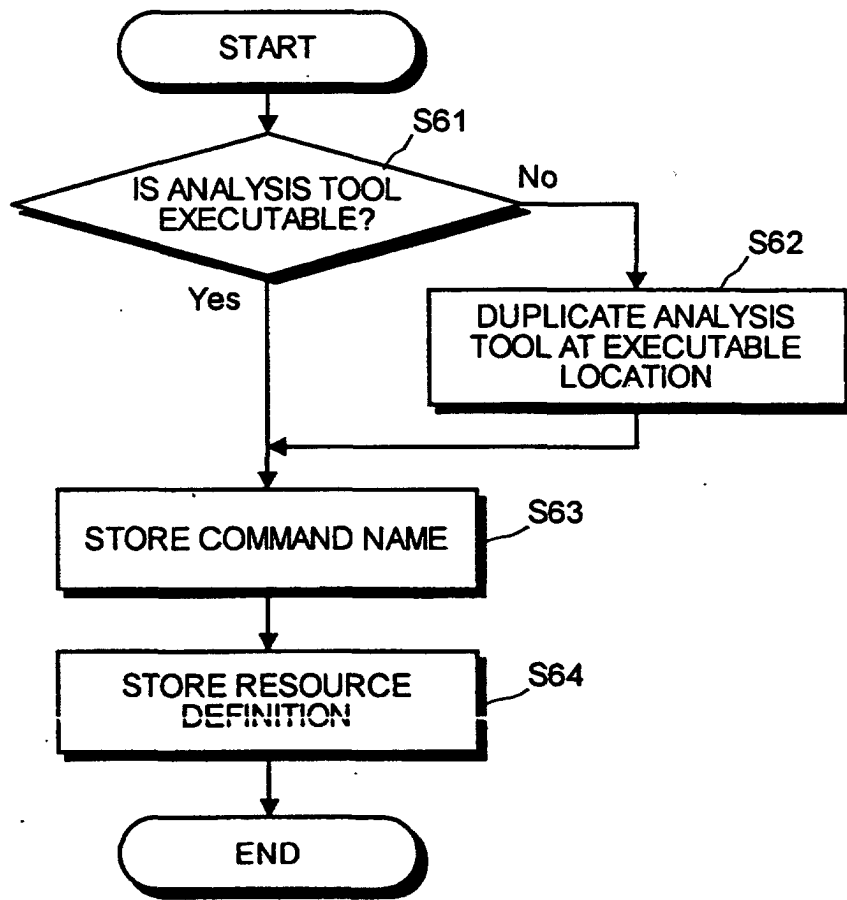 START
S61
IS ANALYSIS TOOL
EXECUTABLE?
No
Yes
S62
DUPLICATE ANALYSIS
TOOL AT EXECUTABLE
LOCATION
STORE COMMAND NAME
S63
STORE RESOURCE
DEFINITION
S64
END